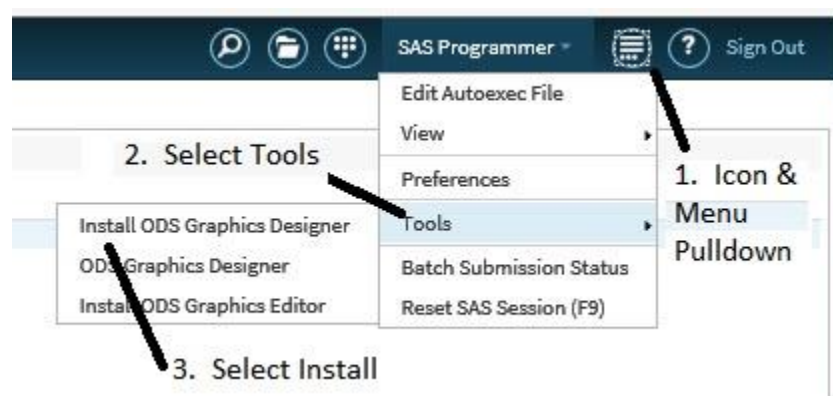 SAS Programmer
?
Sign Out
Edit Autoexec File
View
2. Select Tools
Preferences
1. Icon &
Menu
Pulldown
Install ODS Graphics Designer
Tools
ODS Graphics Designer
Batch Submission Status
Install ODS Graphics Editor
Reset SAS Session (F9)
3. Select Install